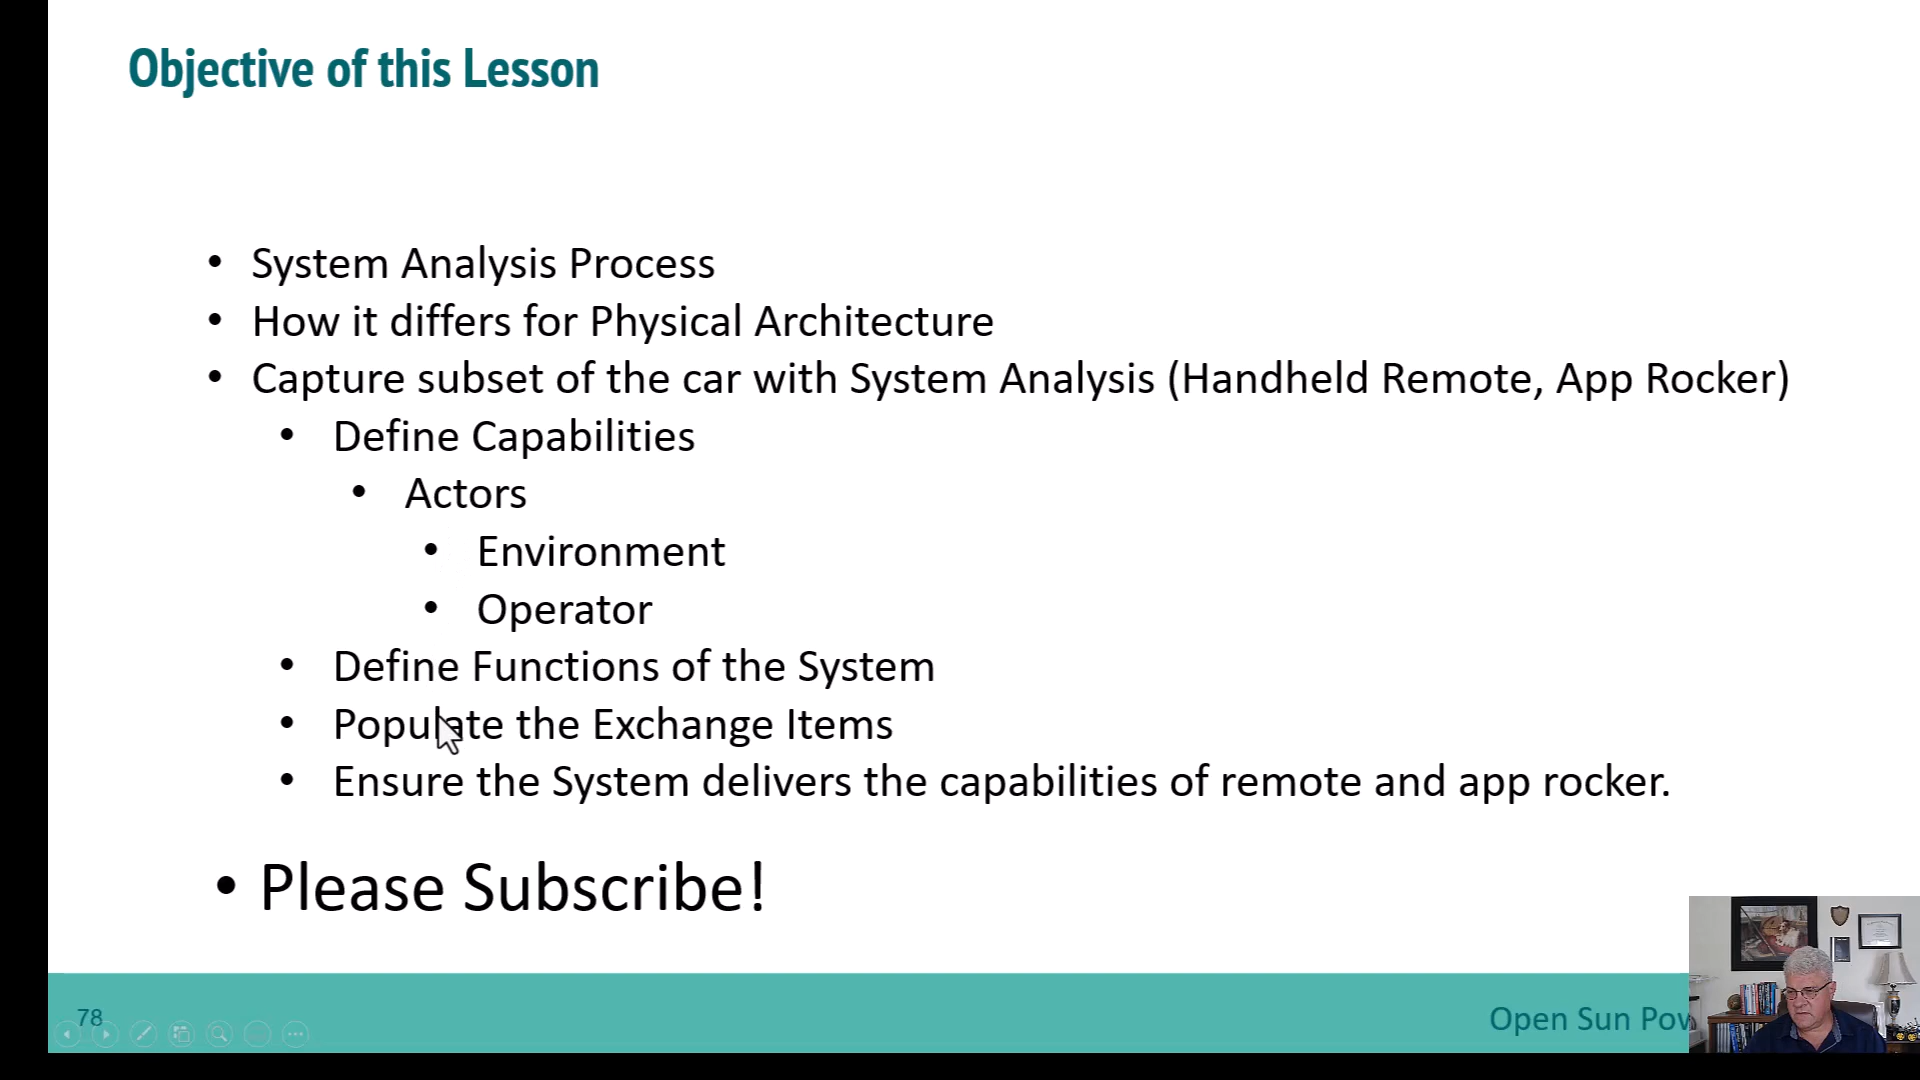 Objective of this Lesson
• System Analysis Process
• How it differs for Physical Architecture
• Capture subset of the car with System Analysis (Handheld Remote, App Rocker)
• Define Capabilities
• Actors
• Environment
• Operator
• Define Functions of the System
• Populate the Exchange Items
• Ensure the System delivers the capabilities of remote and app rocker.
• Please Subscribe!
78
Open Sun